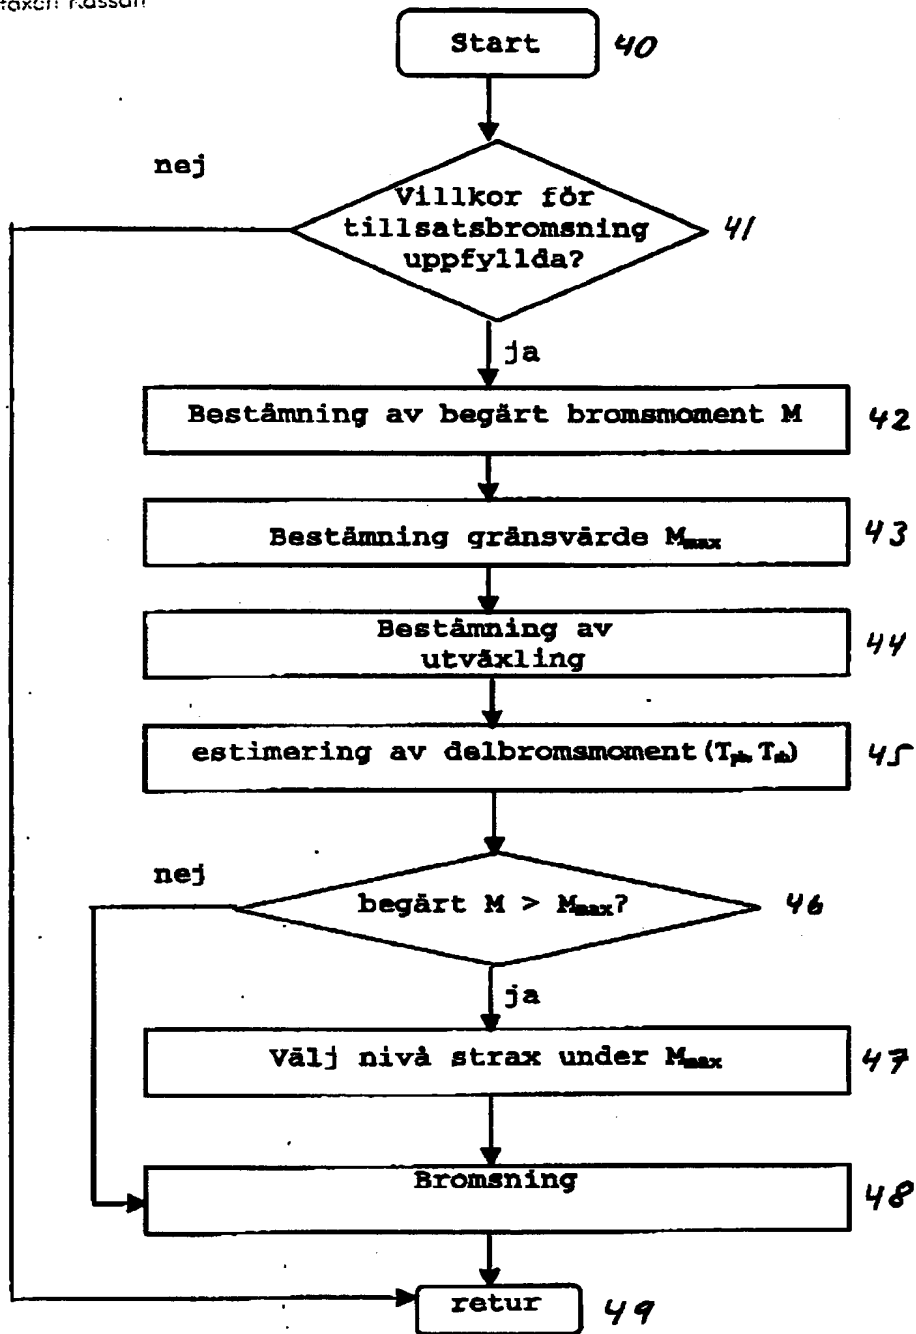 Start 40
nej
Villkor för
tillsatsbromsning
uppfyllda?
41
ja
Bestämning av begärt bromsmoment M 42
Bestämning gränsvärde Mmax 43
Bestämning av
utväxling
44
estimering av delbromsmoment 45
nej
begärt M > Mmax? 46
ja
Välj nivå strax under Mmax 47
Bromsning 48
retur 49